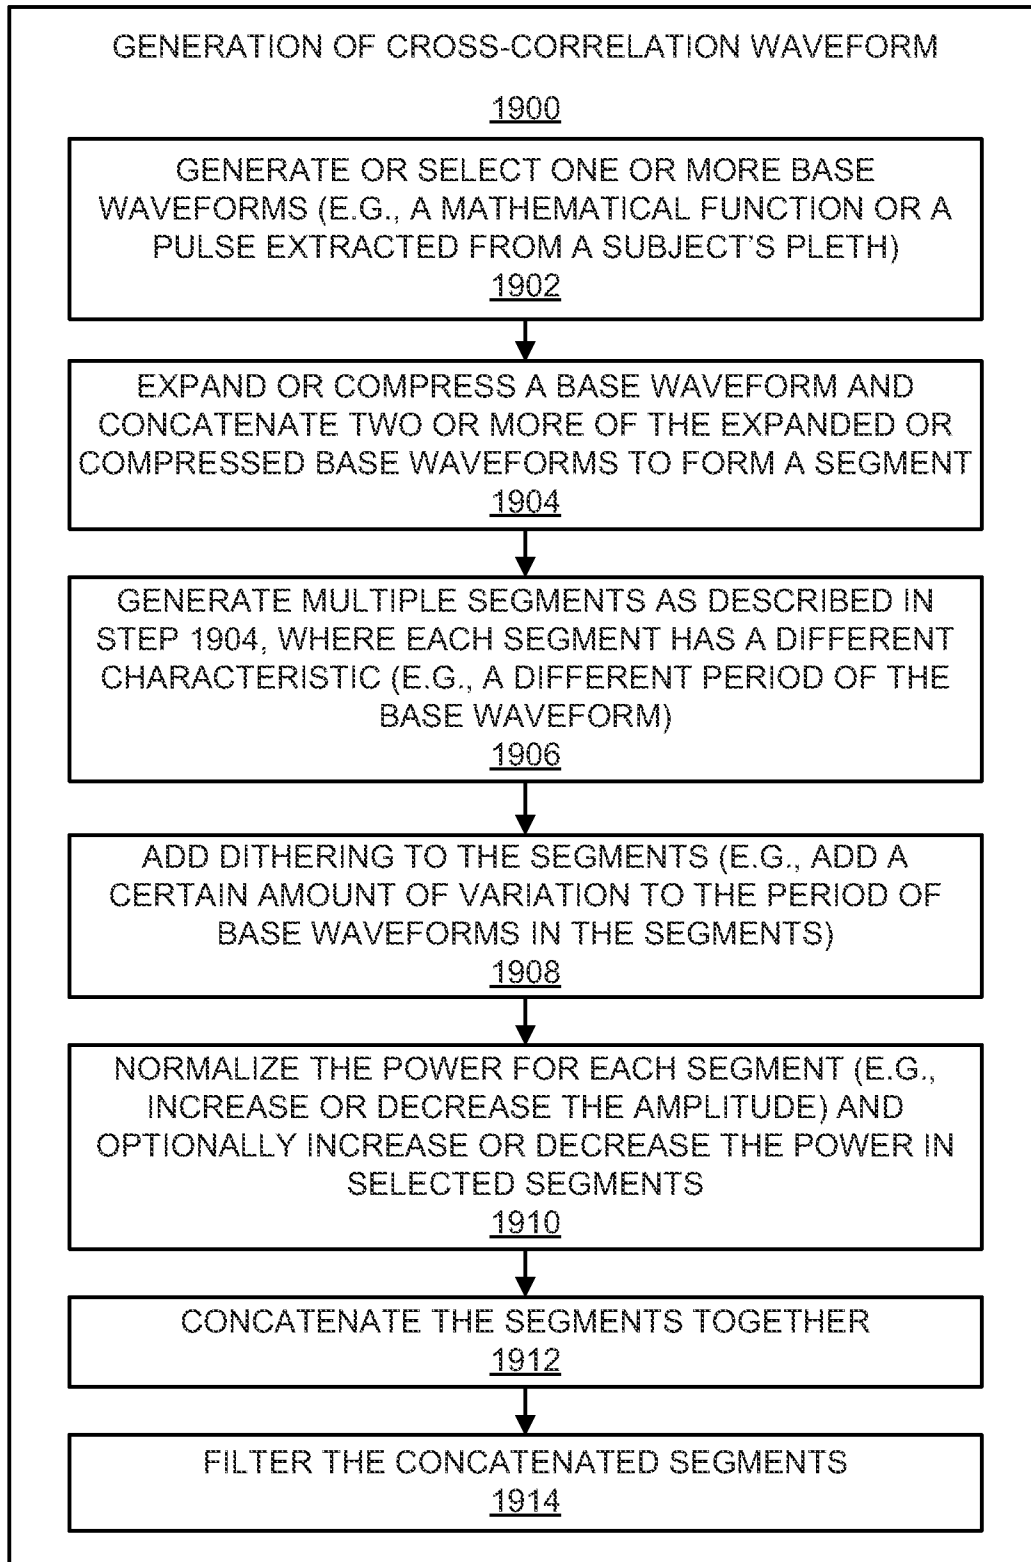 GENERATION OF CROSS-CORRELATION WAVEFORM
1900
GENERATE OR SELECT ONE OR MORE BASE
WAVEFORMS (E.G., A MATHEMATICAL FUNCTION OR A
PULSE EXTRACTED FROM A SUBJECT'S PLETH)
1902
EXPAND OR COMPRESS A BASE WAVEFORM AND
CONCATENATE TWO OR MORE OF THE EXPANDED OR
COMPRESSED BASE WAVEFORMS TO FORM A SEGMENT
1904
GENERATE MULTIPLE SEGMENTS AS DESCRIBED IN
STEP 1904, WHERE EACH SEGMENT HAS A DIFFERENT
CHARACTERISTIC (E.G., A DIFFERENT PERIOD OF THE
BASE WAVEFORM)
1906
ADD DITHERING TO THE SEGMENTS (E.G., ADD A
CERTAIN AMOUNT OF VARIATION TO THE PERIOD OF
BASE WAVEFORMS IN THE SEGMENTS)
1908
NORMALIZE THE POWER FOR EACH SEGMENT (E.G.,
INCREASE OR DECREASE THE AMPLITUDE) AND
OPTIONALLY INCREASE OR DECREASE THE POWER IN
SELECTED SEGMENTS
1910
CONCATENATE THE SEGMENTS TOGETHER
1912
FILTER THE CONCATENATED SEGMENTS
1914